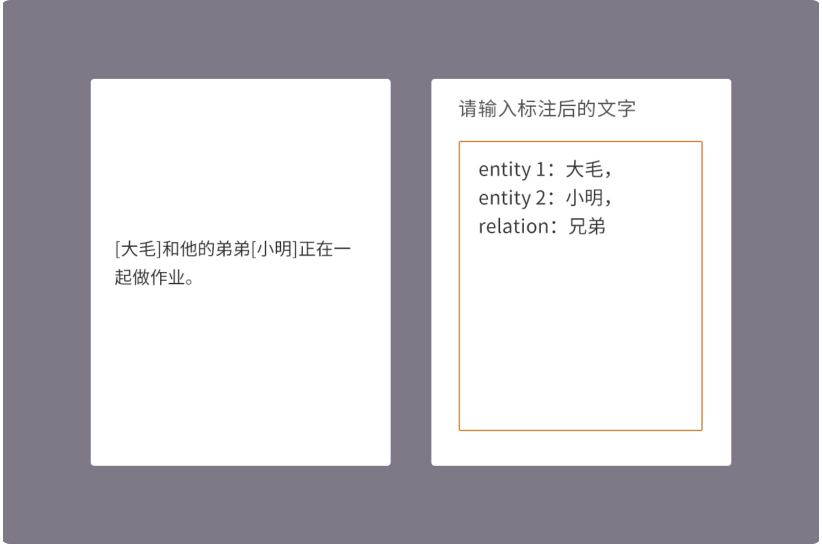 [大毛]和他的弟弟[小明]正在一
起做作业。
请输入标注后的文字
entity 1：大毛，
entity 2：小明，
relation：兄弟